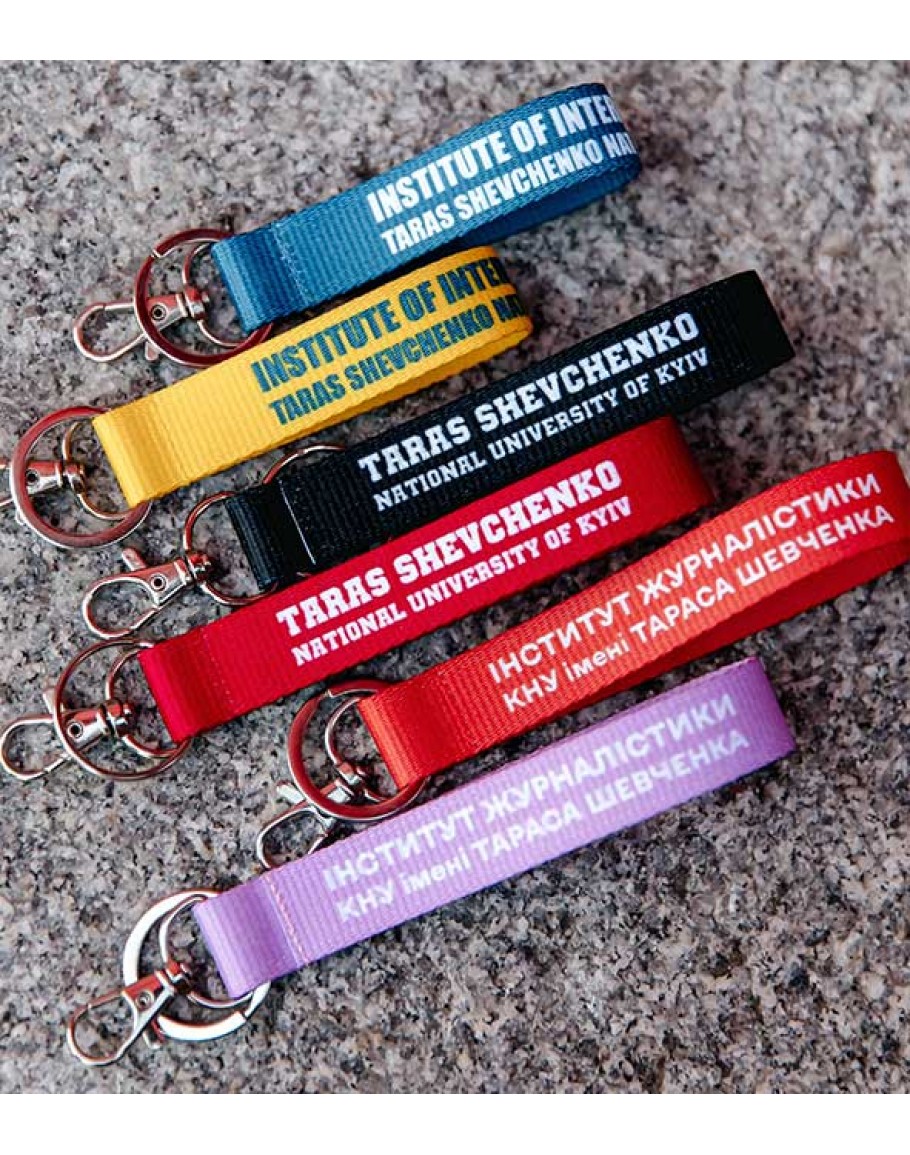 INSTITUTE OF INTER
TARAS SHEVCHENKO NAT
INSTITUTE OF INTER
TARAS SHEVCHENKO NA
TARAS SHEVCHENKO
NATIONAL UNIVERSITY OF KYIV
TARAS SHEVCHENKO
NATIONAL UNIVERSITY OF KYIV
ІНСТИТУТ ЖУРНАЛІСТИКИ
КНУ імені ТАРАСА ШЕВЧЕНКА
ІНСТИТУТ ЖУРНАЛІСТИКИ
КНУ імені ТАРАСА ШЕВЧЕНКА